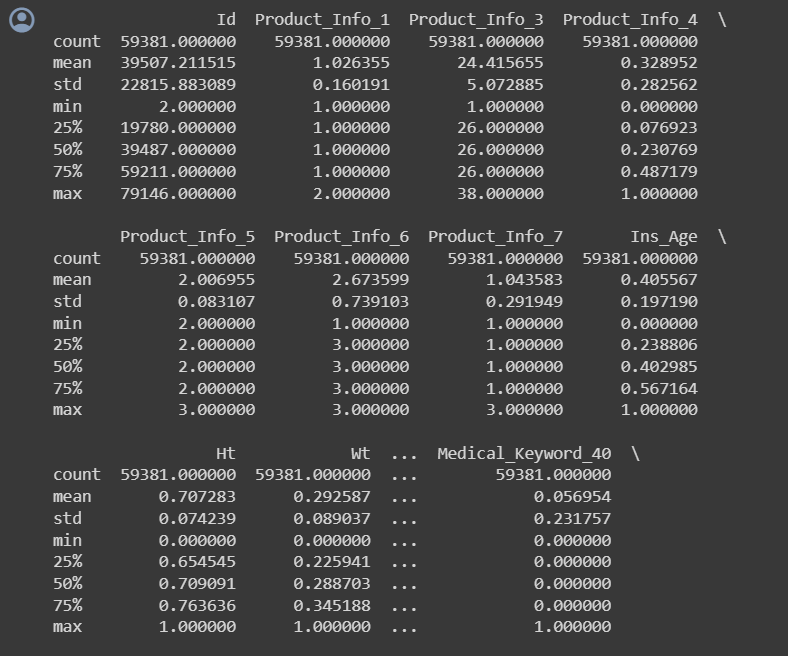 Id Product_Info_1 Product_Info_3 Product_Info_4 \
count 59381.000000 59381.000000 59381.000000 59381.000000
mean 39507.211515 1.026355 24.415655 0.328952
std 22815.883089 0.160191 5.072885 0.282562
min 2.000000 1.000000 1.000000 0.000000
25% 19780.000000 1.000000 26.000000 0.076923
50% 39487.000000 1.000000 26.000000 0.230769
75% 59211.000000 1.000000 26.000000 0.487179
max 79146.000000 2.000000 38.000000 1.000000
Product_Info_5 Product_Info_6 Product_Info_7 Ins_Age \
count 59381.000000 59381.000000 59381.000000 59381.000000
mean 2.006955 2.673599 1.043583 0.405567
std 0.083107 0.739103 0.291949 0.197190
min 2.000000 1.000000 1.000000 0.000000
25% 2.000000 3.000000 1.000000 0.238806
50% 2.000000 3.000000 1.000000 0.402985
75% 2.000000 3.000000 1.000000 0.567164
max 3.000000 3.000000 3.000000 1.000000
Ht Wt ... Medical_Keyword_40 \
count 59381.000000 59381.000000 ... 59381.000000
mean 0.707283 0.292587 ... 0.056954
std 0.074239 0.089037 ... 0.231757
min 0.000000 0.000000 ... 0.000000
25% 0.654545 0.225941 ... 0.000000
50% 0.709091 0.288703 ... 0.000000
75% 0.763636 0.345188 ... 0.000000
max 1.000000 1.000000 ... 1.000000